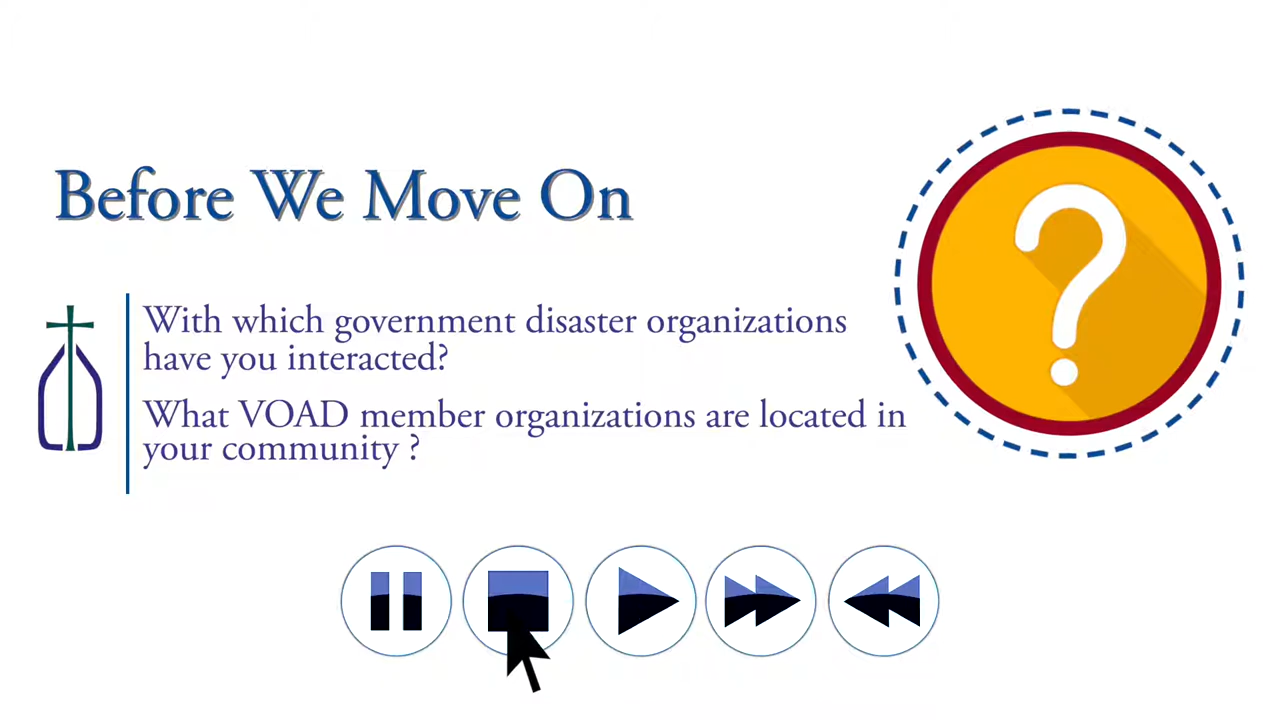 Before We Move On
With which government disaster organizations
have you interacted?
What VOAD member organizations are located in
your community ?